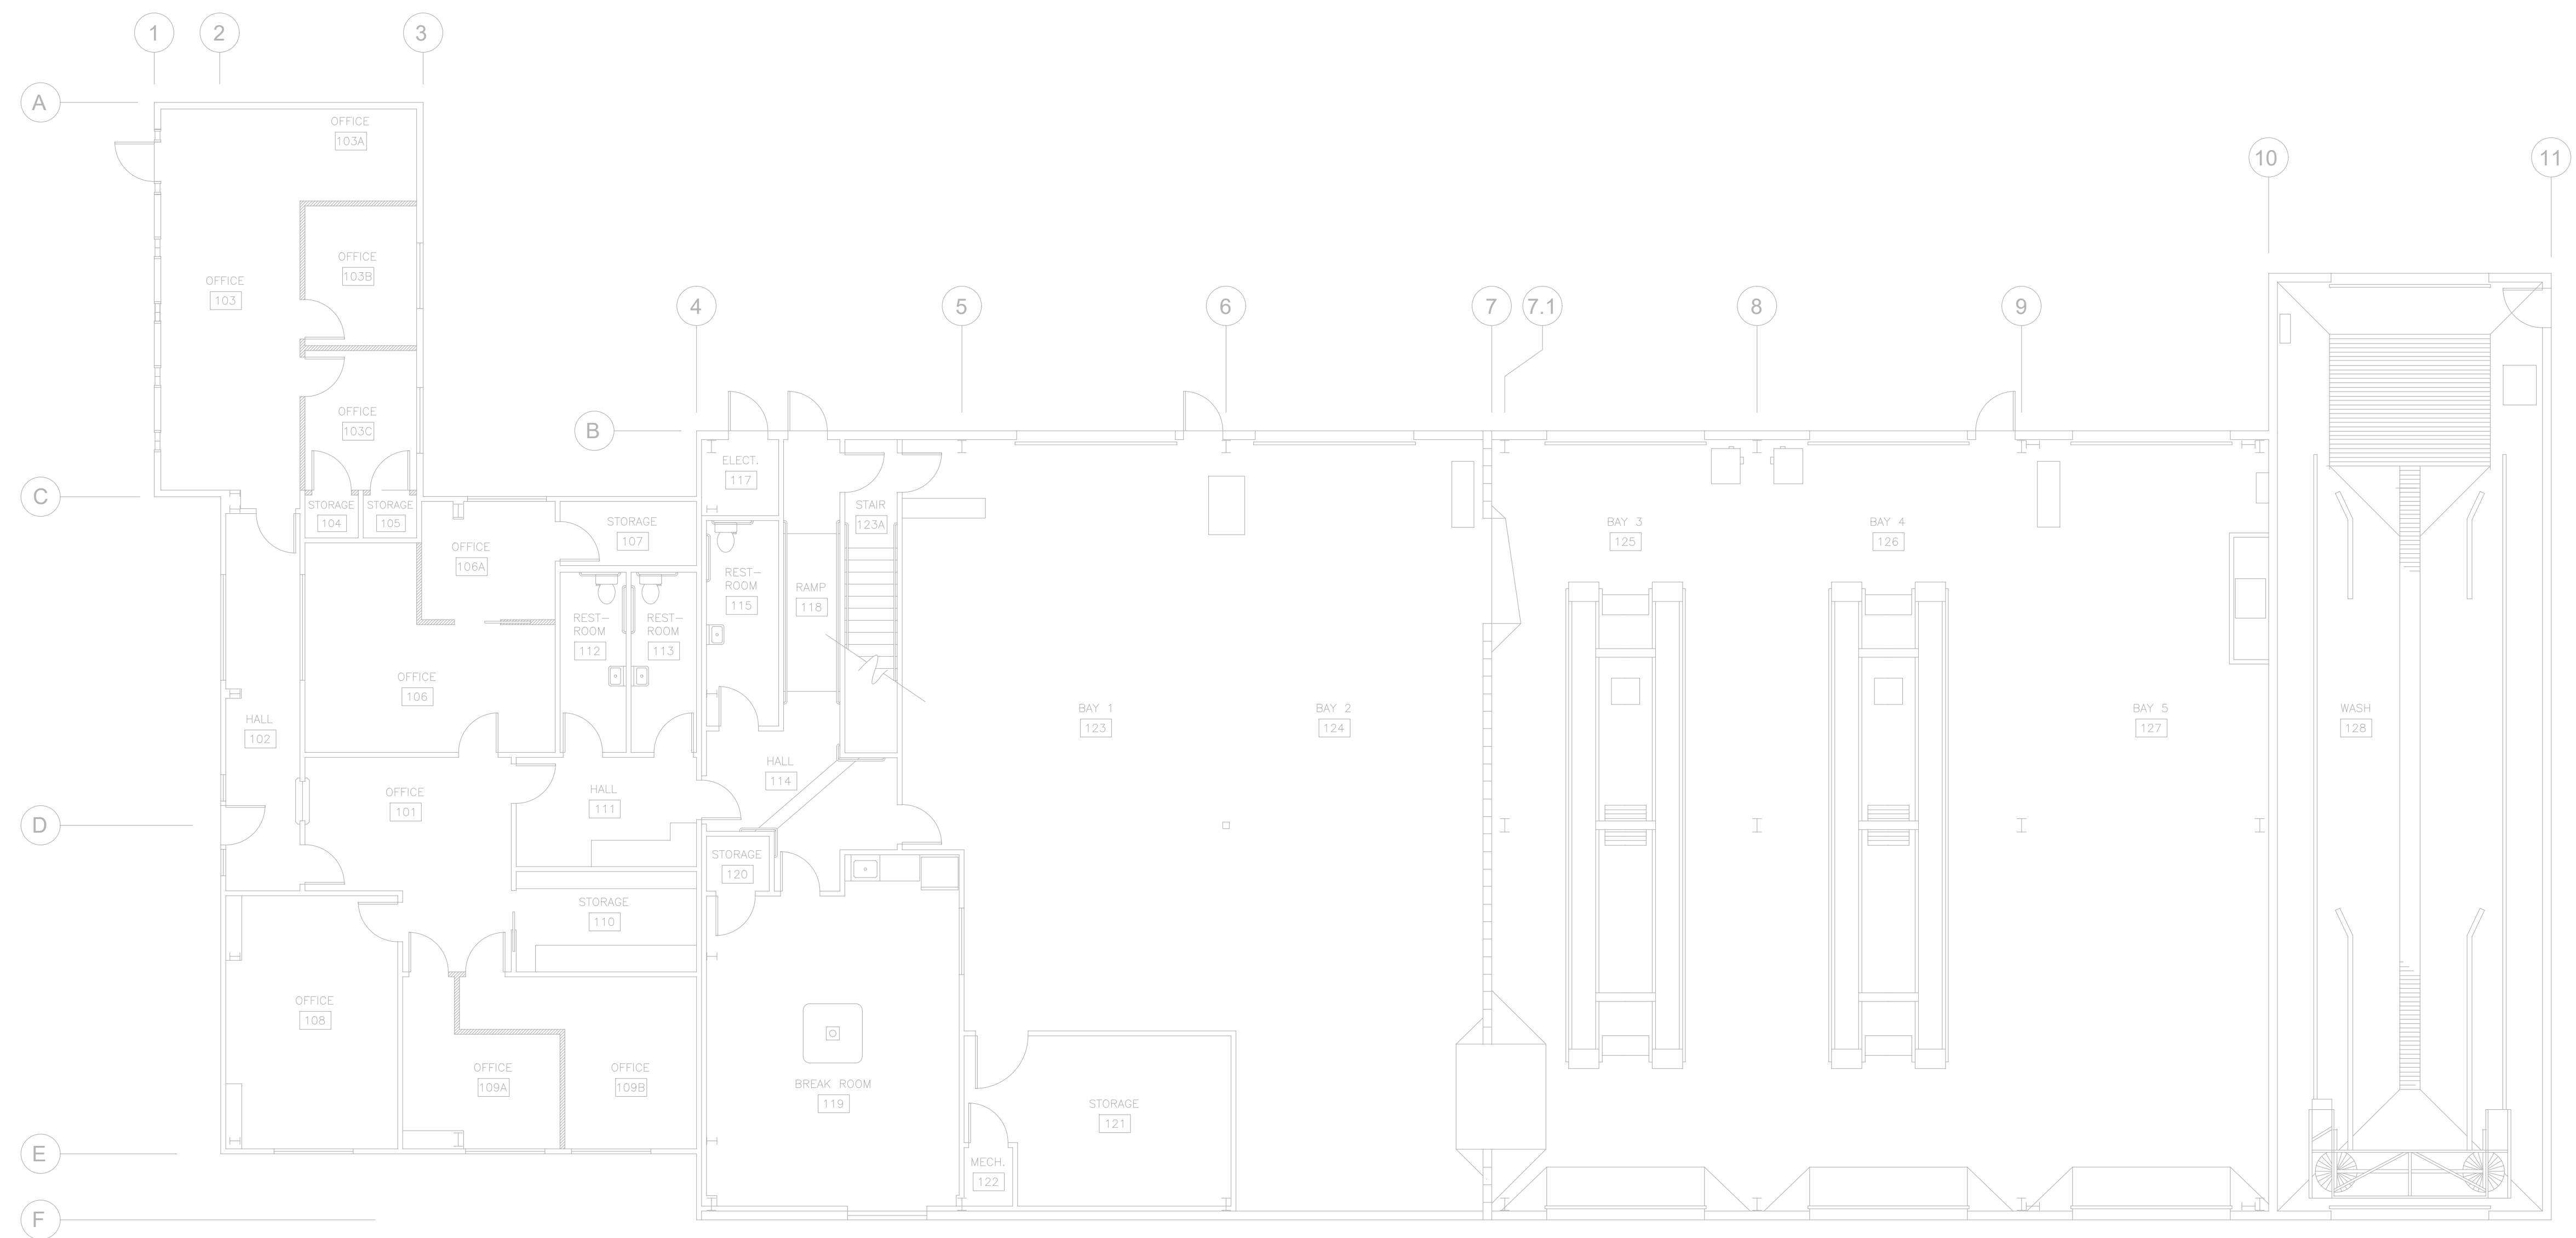 1
2
3
A
OFFICE
103A
10
11
OFFICE
103B
OFFICE
103
4
5
6
7
7.1
8
9
B
OFFICE
103C
ELECT.
117
C
STORAGE
104
STORAGE
105
STAIR
123A
STORAGE
107
BAY 3
125
BAY 4
126
OFFICE
106A
REST-
ROOM
115
RAMP
118
REST-
ROOM
112
REST-
ROOM
113
OFFICE
106
HALL
102
BAY 1
123
BAY 2
124
BAY 5
127
WASH
128
HALL
114
OFFICE
101
HALL
111
D
STORAGE
120
STORAGE
110
OFFICE
108
OFFICE
109A
OFFICE
109B
BREAK ROOM
119
STORAGE
121
E
MECH.
122
F